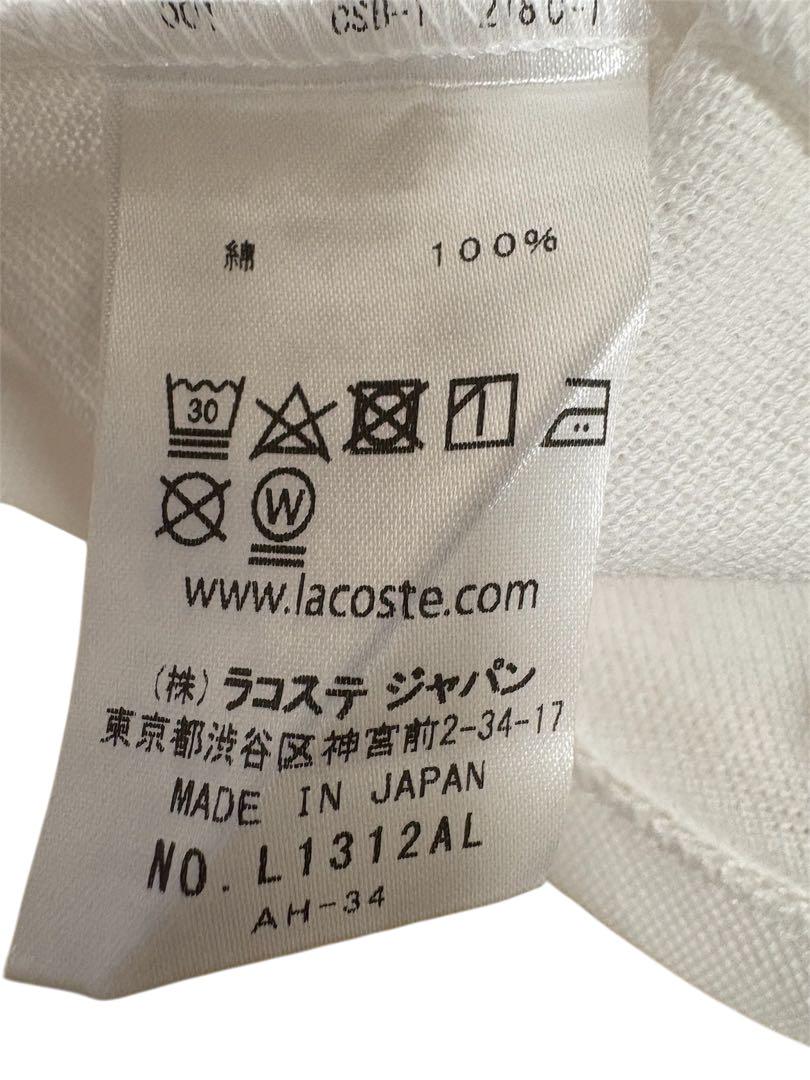 綿 100%
30
W
www.lacoste.com
(株) ラコステ ジャパン
東京都渋谷区神宮前2-34-17
MADE IN JAPAN
NO. L1312AL
AH-34